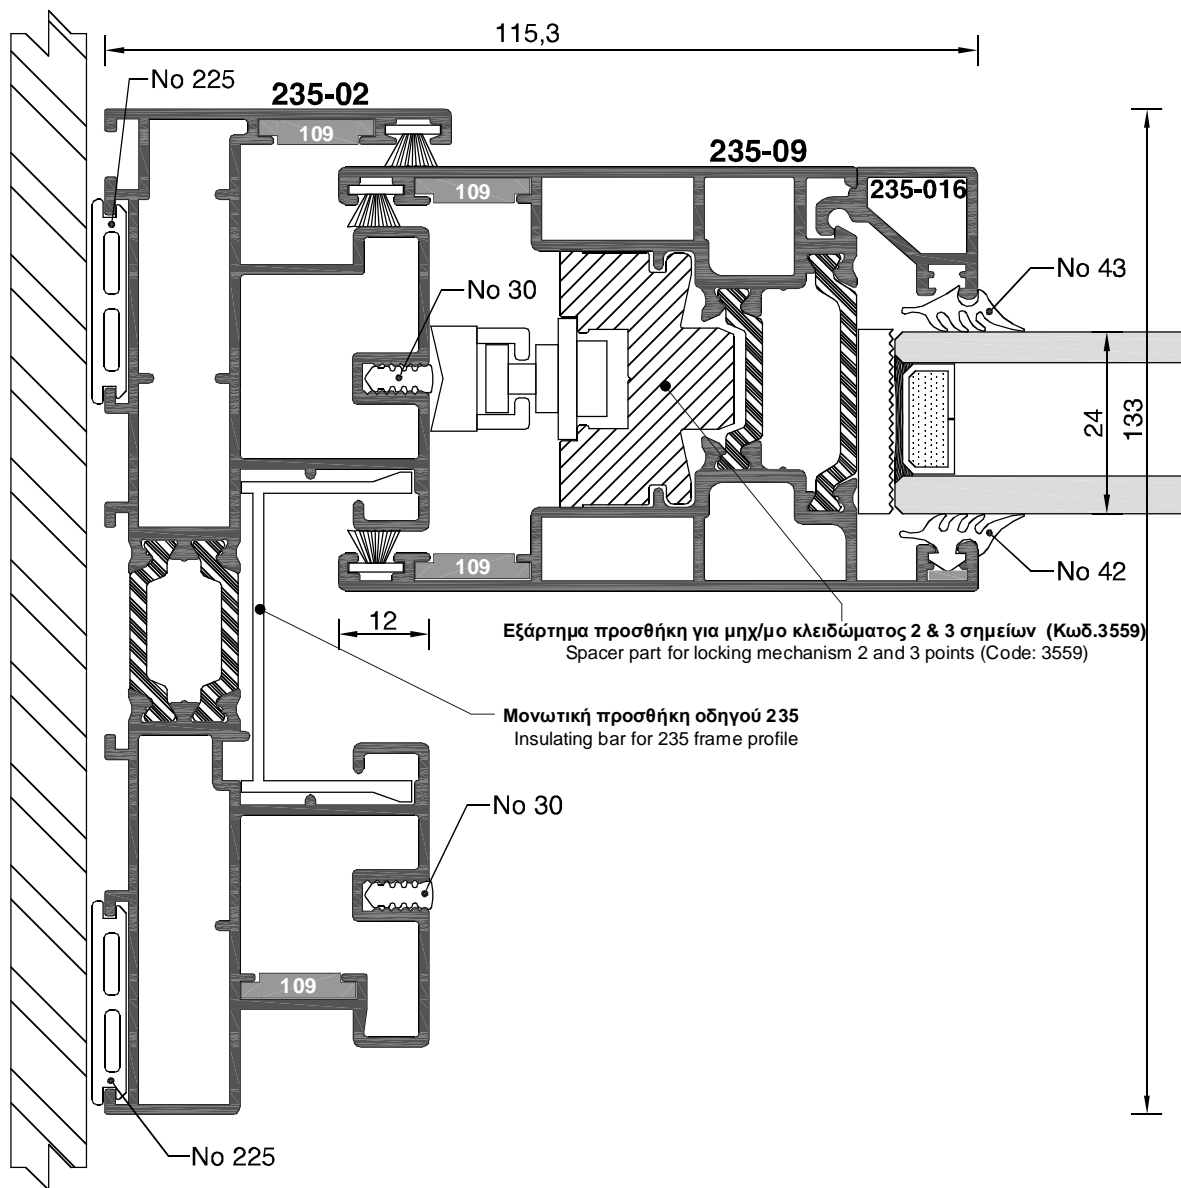 115,3
No 225
235-02
109
235-09
109
235-016
No 43
No 30
24
133
109
No 42
12
Εξάρτημα προσθήκη για μηχ/μο κλειδώματος 2 & 3 σημείων (Κωδ.3559)
Spacer part for locking mechanism 2 and 3 points (Code: 3559)
Μονωτική προσθήκη οδηγού 235
Insulating bar for 235 frame profile
No 30
109
No 225